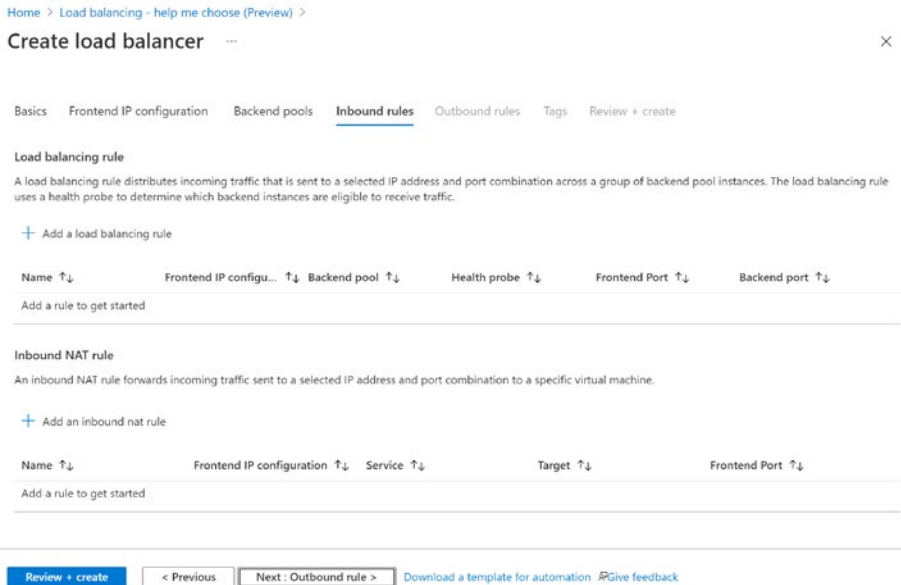 Home > Load balancing - help me choose (Preview) >
Create load balancer ...
Basics Frontend IP configuration Backend pools Inbound rules Outbound rules Tags Review + create
Load balancing rule
A load balancing rule distributes incoming traffic that is sent to a selected IP address and port combination across a group of backend pool instances. The load balancing rule
uses a health probe to determine which backend instances are eligible to receive traffic.
+ Add a load balancing rule
Name ↑↓ Frontend IP configu... ↑↓ Backend pool ↑↓ Health probe ↑↓ Frontend Port ↑↓ Backend port ↑↓
Add a rule to get started
Inbound NAT rule
An inbound NAT rule forwards incoming traffic sent to a selected IP address and port combination to a specific virtual machine.
+ Add an inbound nat rule
Name ↑↓ Frontend IP configuration ↑↓ Service ↑↓ Target ↑↓ Frontend Port ↑↓
Add a rule to get started
Review + create < Previous Next : Outbound rule > Download a template for automation Give feedback